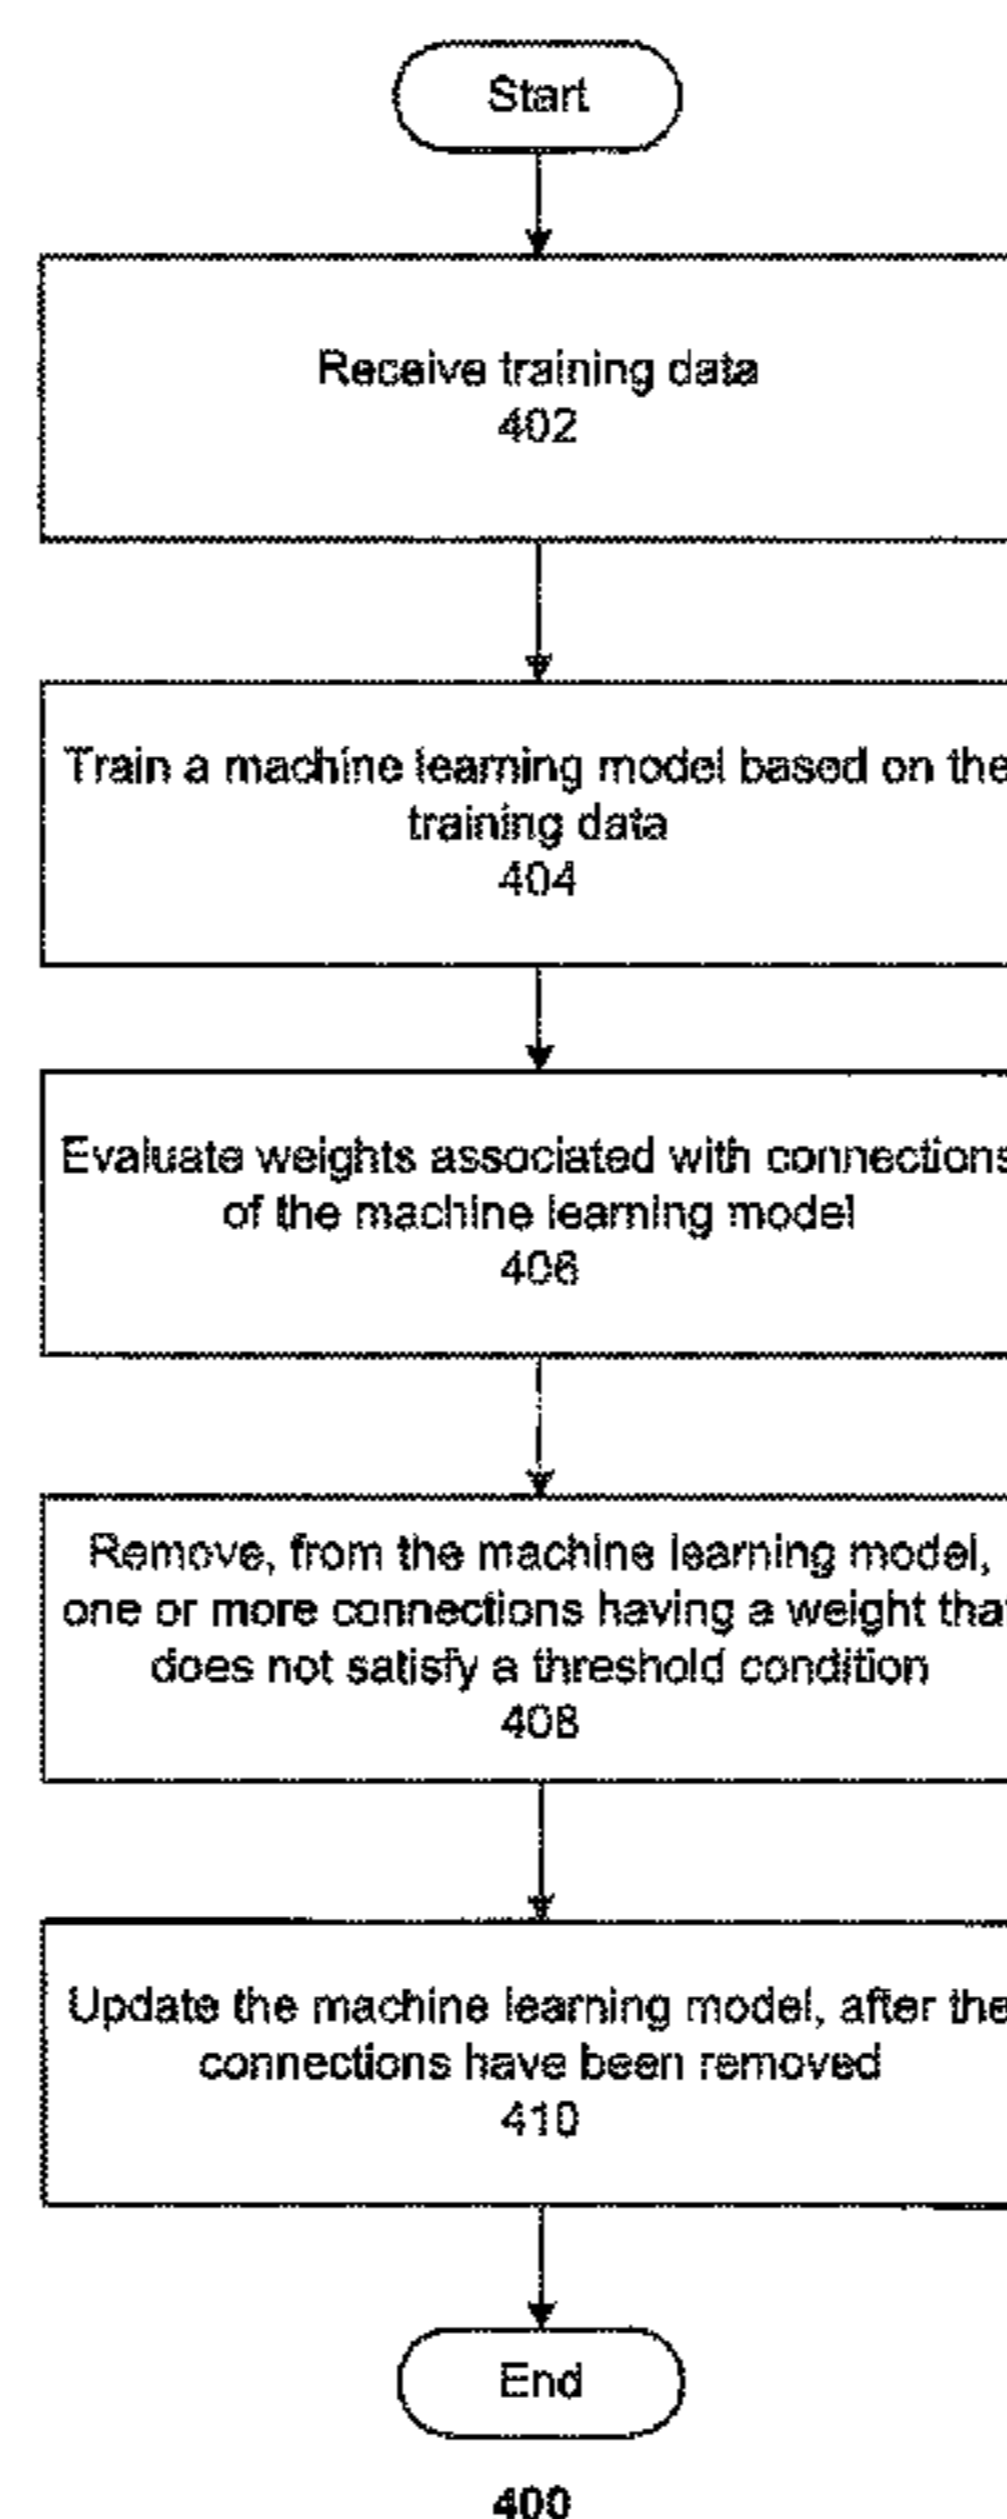 Start
Receive training data
402
Train a machine learning model based on the
training data
404
Evaluate weights associated with connections
of the machine learning model
406
Remove, from the machine learning model,
one or more connections having a weight that
does not satisfy a threshold condition
408
Update the machine learning model, after the
connections have been removed
410
End
400